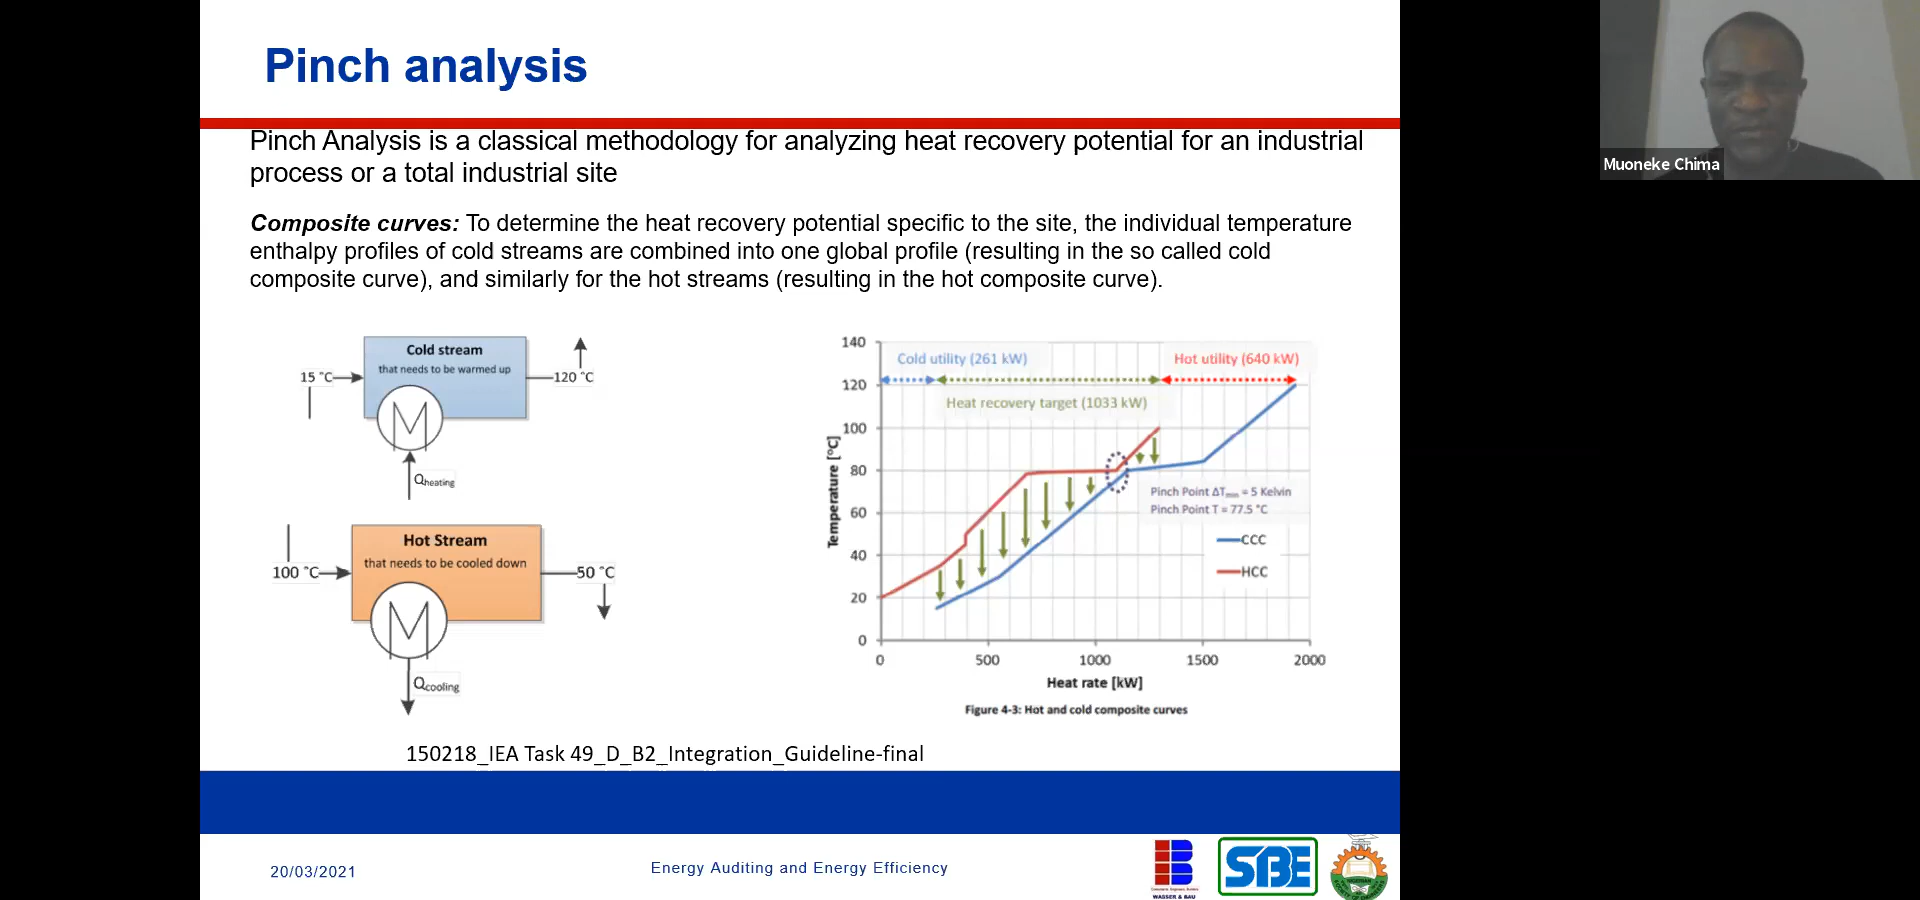 Pinch analysis
Muoneke Chima
Pinch Analysis is a classical methodology for analyzing heat recovery potential for an industrial
process or a total industrial site
Composite curves: To determine the heat recovery potential specific to the site, the individual temperature
enthalpy profiles of cold streams are combined into one global profile (resulting in the so called cold
composite curve), and similarly for the hot streams (resulting in the hot composite curve).
Cold stream
that needs to be warmed up
15 °C
120 °C
Qheating
Hot Stream
that needs to be cooled down
100 °C
50 °C
Qcooling
140
120
100
80
60
40
20
0
Temperature [°C]
Cold utility (261 kW)
Hot utility (640 kW)
Heat recovery target (1033 kW)
Pinch Point ΔTmin = 5 Kelvin
Pinch Point T = 77.5 °C
CCC
HCC
0 500 1000 1500 2000
Heat rate [kW]
Figure 4-3: Hot and cold composite curves
150218_IEA Task 49_D_B2_Integration_Guideline-final
20/03/2021
Energy Auditing and Energy Efficiency
WASSER & BAU
SBE